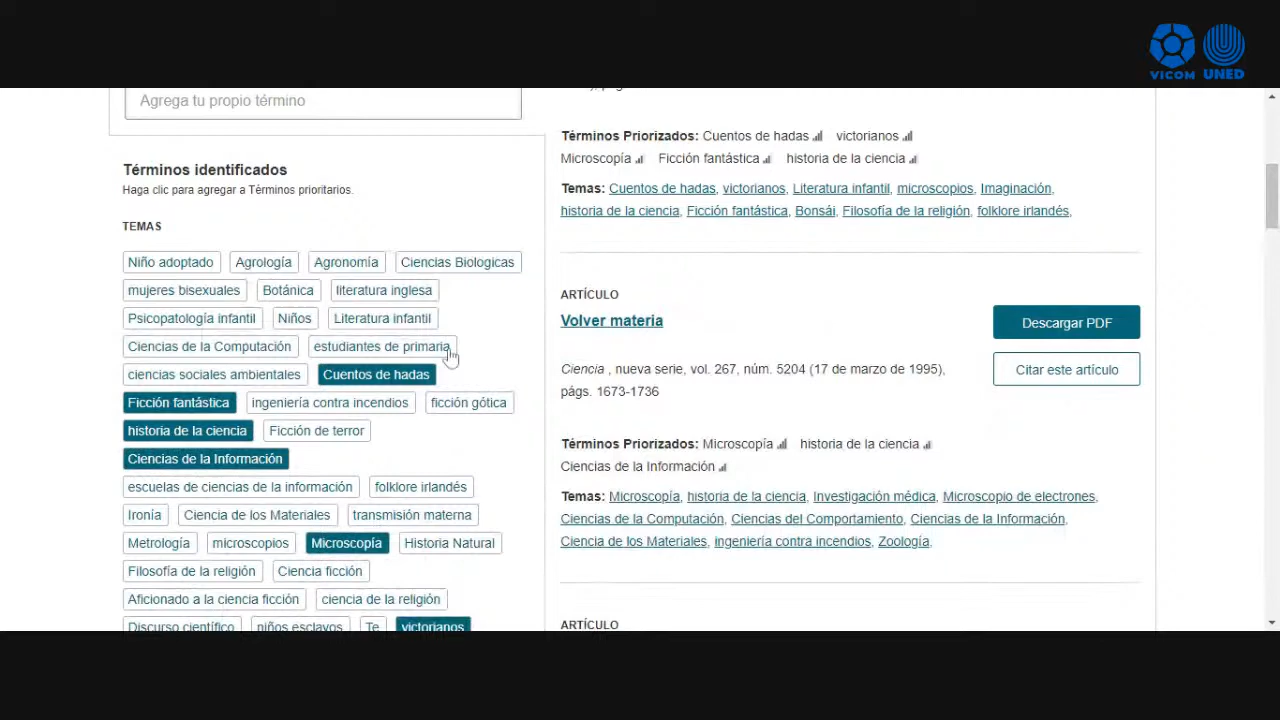 VICOM UNED
Agrega tu propio término
Términos identificados
Haga clic para agregar a Términos prioritarios.
TEMAS
Niño adoptado Agrología Agronomía Ciencias Biologicas
mujeres bisexuales Botánica literatura inglesa
Psicopatología infantil Niños Literatura infantil
Ciencias de la Computación estudiantes de primaria
ciencias sociales ambientales Cuentos de hadas
Ficción fantástica ingeniería contra incendios ficción gótica
historia de la ciencia Ficción de terror
Ciencias de la Información
escuelas de ciencias de la información folklore irlandés
Ironía Ciencia de los Materiales transmisión materna
Metrología microscopios Microscopía Historia Natural
Filosofía de la religión Ciencia ficción
Aficionado a la ciencia ficción ciencia de la religión
Discurso científico niños esclavos Te victorianos
Términos Priorizados: Cuentos de hadas victorianos
Microscopía Ficción fantástica historia de la ciencia
Temas: Cuentos de hadas, victorianos, Literatura infantil, microscopios, Imaginación,
historia de la ciencia, Ficción fantástica, Bonsái, Filosofía de la religión, folklore irlandés,
ARTÍCULO
Volver materia
Descargar PDF
Ciencia , nueva serie, vol. 267, núm. 5204 (17 de marzo de 1995),
págs. 1673-1736
Citar este artículo
Términos Priorizados: Microscopía historia de la ciencia
Ciencias de la Información
Temas: Microscopía, historia de la ciencia, Investigación médica, Microscopio de electrones,
Ciencias de la Computación, Ciencias del Comportamiento, Ciencias de la Información,
Ciencia de los Materiales, ingeniería contra incendios, Zoología,
ARTÍCULO